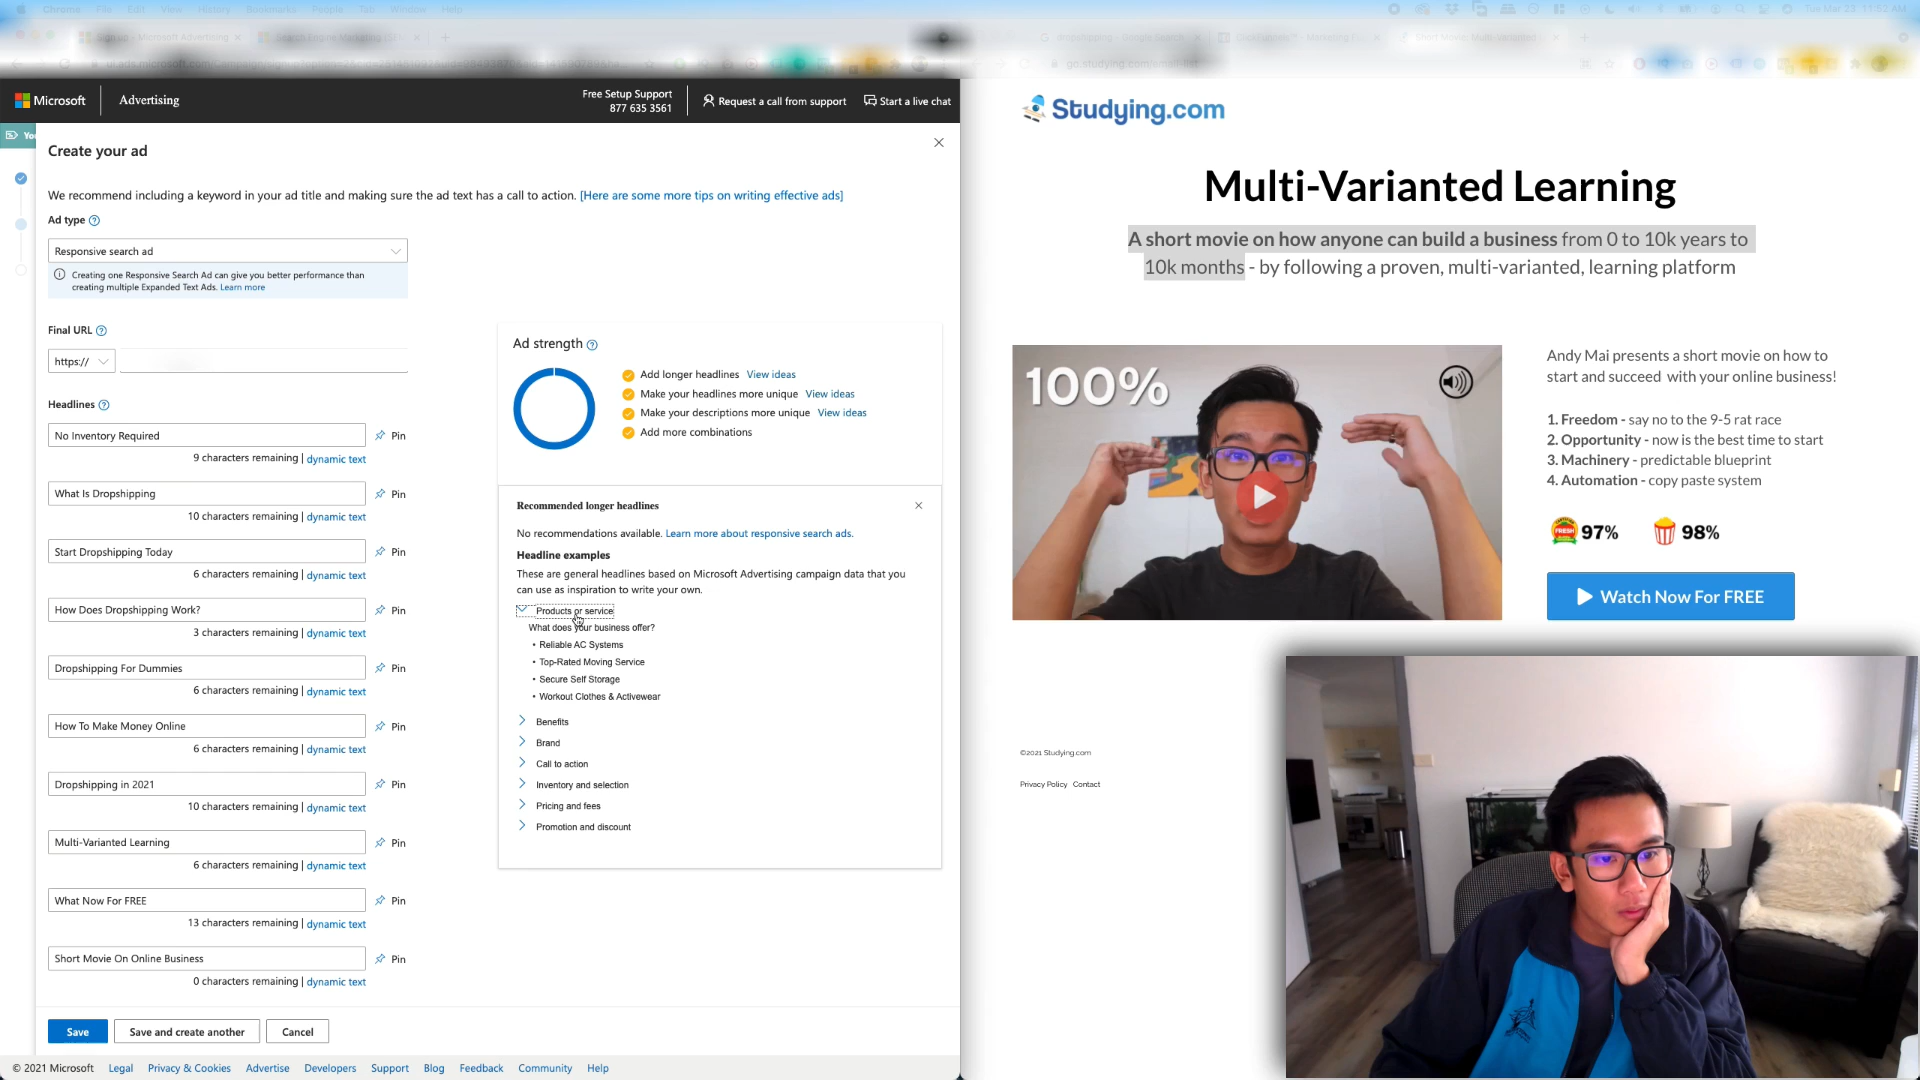 Chrome File Edit View History Bookmarks People Tab Window Help
Tue Mar 23 11:52 AM
Microsoft Advertising
Free Setup Support
877 635 3561
Request a call from support
Start a live chat
You
Create your ad
We recommend including a keyword in your ad title and making sure the ad text has a call to action. [Here are some more tips on writing effective ads]
Ad type
Responsive search ad
Creating one Responsive Search Ad can give you better performance than
creating multiple Expanded Text Ads. Learn more
Final URL
https://
Headlines
No Inventory Required
Pin
9 characters remaining | dynamic text
What Is Dropshipping
Pin
10 characters remaining | dynamic text
Start Dropshipping Today
Pin
6 characters remaining | dynamic text
How Does Dropshipping Work?
Pin
3 characters remaining | dynamic text
Dropshipping For Dummies
Pin
6 characters remaining | dynamic text
How To Make Money Online
Pin
6 characters remaining | dynamic text
Dropshipping in 2021
Pin
10 characters remaining | dynamic text
Multi-Varianted Learning
Pin
6 characters remaining | dynamic text
What Now For FREE
Pin
13 characters remaining | dynamic text
Short Movie On Online Business
Pin
0 characters remaining | dynamic text
Save
Save and create another
Cancel
Ad strength
Add longer headlines View ideas
Make your headlines more unique View ideas
Make your descriptions more unique View ideas
Add more combinations
Recommended longer headlines
No recommendations available. Learn more about responsive search ads.
Headline examples
These are general headlines based on Microsoft Advertising campaign data that you
can use as inspiration to write your own.
Products or service
What does your business offer?
• Reliable AC Systems
• Top-Rated Moving Service
• Secure Self Storage
• Workout Clothes & Activewear
Benefits
Brand
Call to action
Inventory and selection
Pricing and fees
Promotion and discount
© 2021 Microsoft Legal Privacy & Cookies Advertise Developers Support Blog Feedback Community Help
Studying.com
Multi-Varianted Learning
A short movie on how anyone can build a business from 0 to 10k years to
10k months - by following a proven, multi-varianted, learning platform
100%
Andy Mai presents a short movie on how to
start and succeed with your online business!
1. Freedom - say no to the 9-5 rat race
2. Opportunity - now is the best time to start
3. Machinery - predictable blueprint
4. Automation - copy paste system
97%
98%
Watch Now For FREE
©2021 Studying.com
Privacy Policy Contact